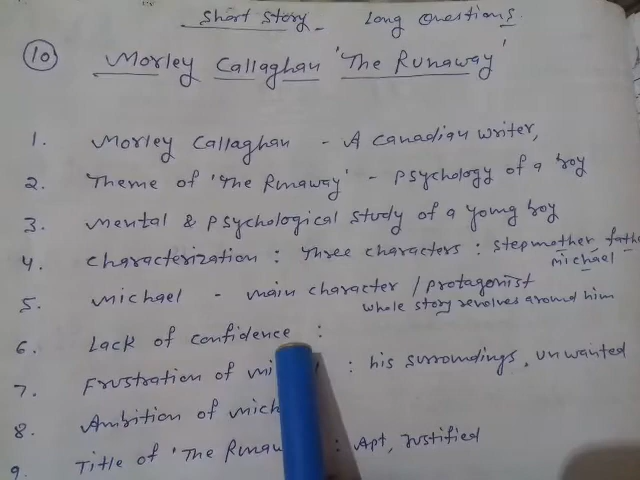 Short Story - Long Questions
10 Morley Callaghan 'The Runaway'
1. Morley Callaghan - A Canadian writer,
2. Theme of 'The Runaway' - Psychology of a boy
3. Mental & Psychological study of a young boy
4. Characterization : Three characters : stepmother, fathe
michael
5. Michael - main character / protagonist
whole story revolves around him
6. Lack of confidence :
7. Frustration of mi : his surroundings, unwanted
8. Ambition of mich
9. Title of 'The Runaw : Apt, Justified